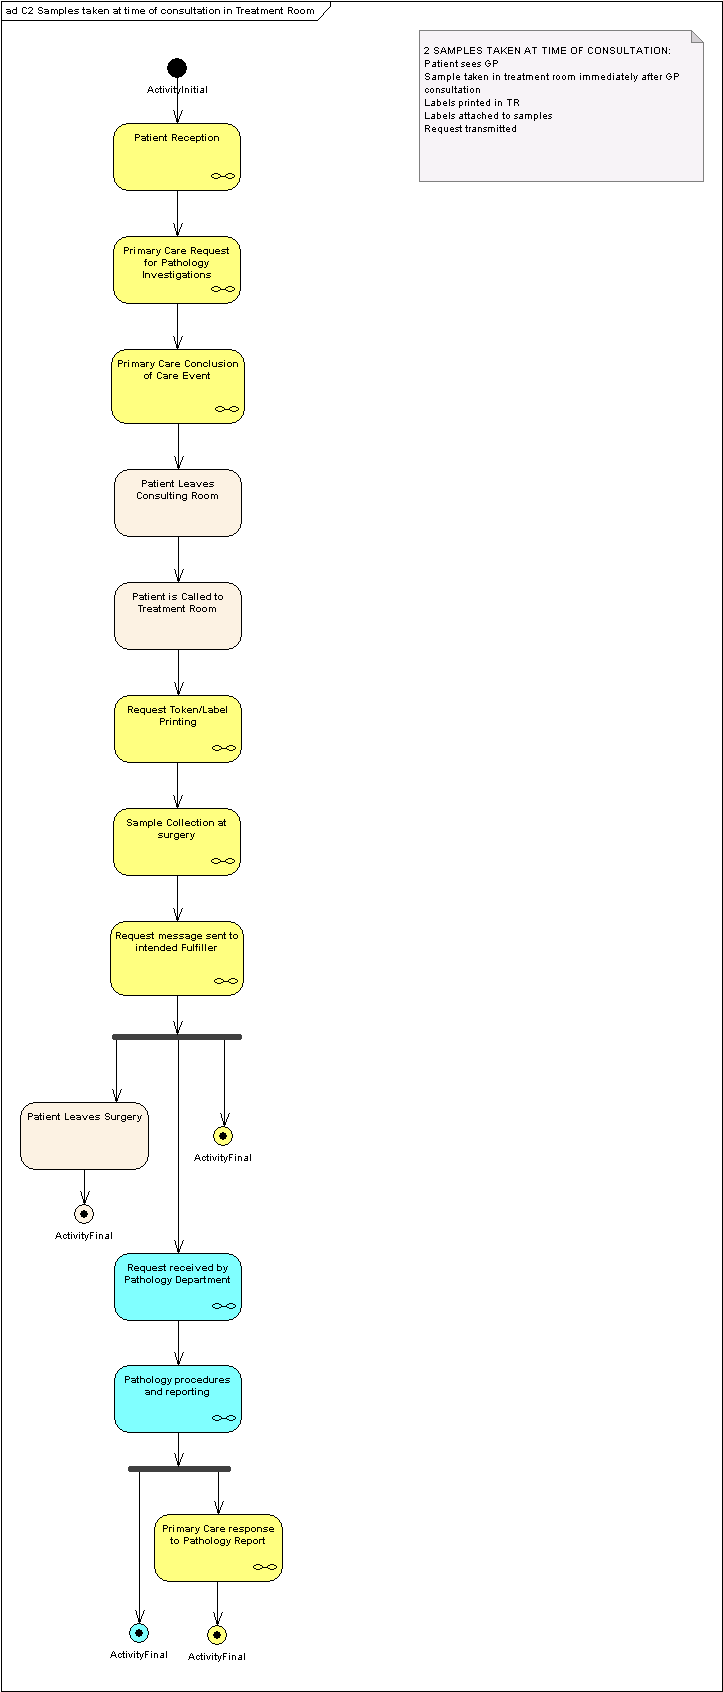 ad C2 Samples taken at time of consultation in Treatment Room
2 SAMPLES TAKEN AT TIME OF CONSULTATION:
Patient sees GP
Sample taken in treatment room immediately after GP
consultation
Labels printed in TR
Labels attached to samples
Request transmitted
ActivityInitial
Patient Reception
Primary Care Request
for Pathology
Investigations
Primary Care Conclusion
of Care Event
Patient Leaves
Consulting Room
Patient is Called to
Treatment Room
Request Token/Label
Printing
Sample Collection at
surgery
Request message sent to
intended Fulfiller
Patient Leaves Surgery
ActivityFinal
ActivityFinal
Request received by
Pathology Department
Pathology procedures
and reporting
Primary Care response
to Pathology Report
ActivityFinal
ActivityFinal